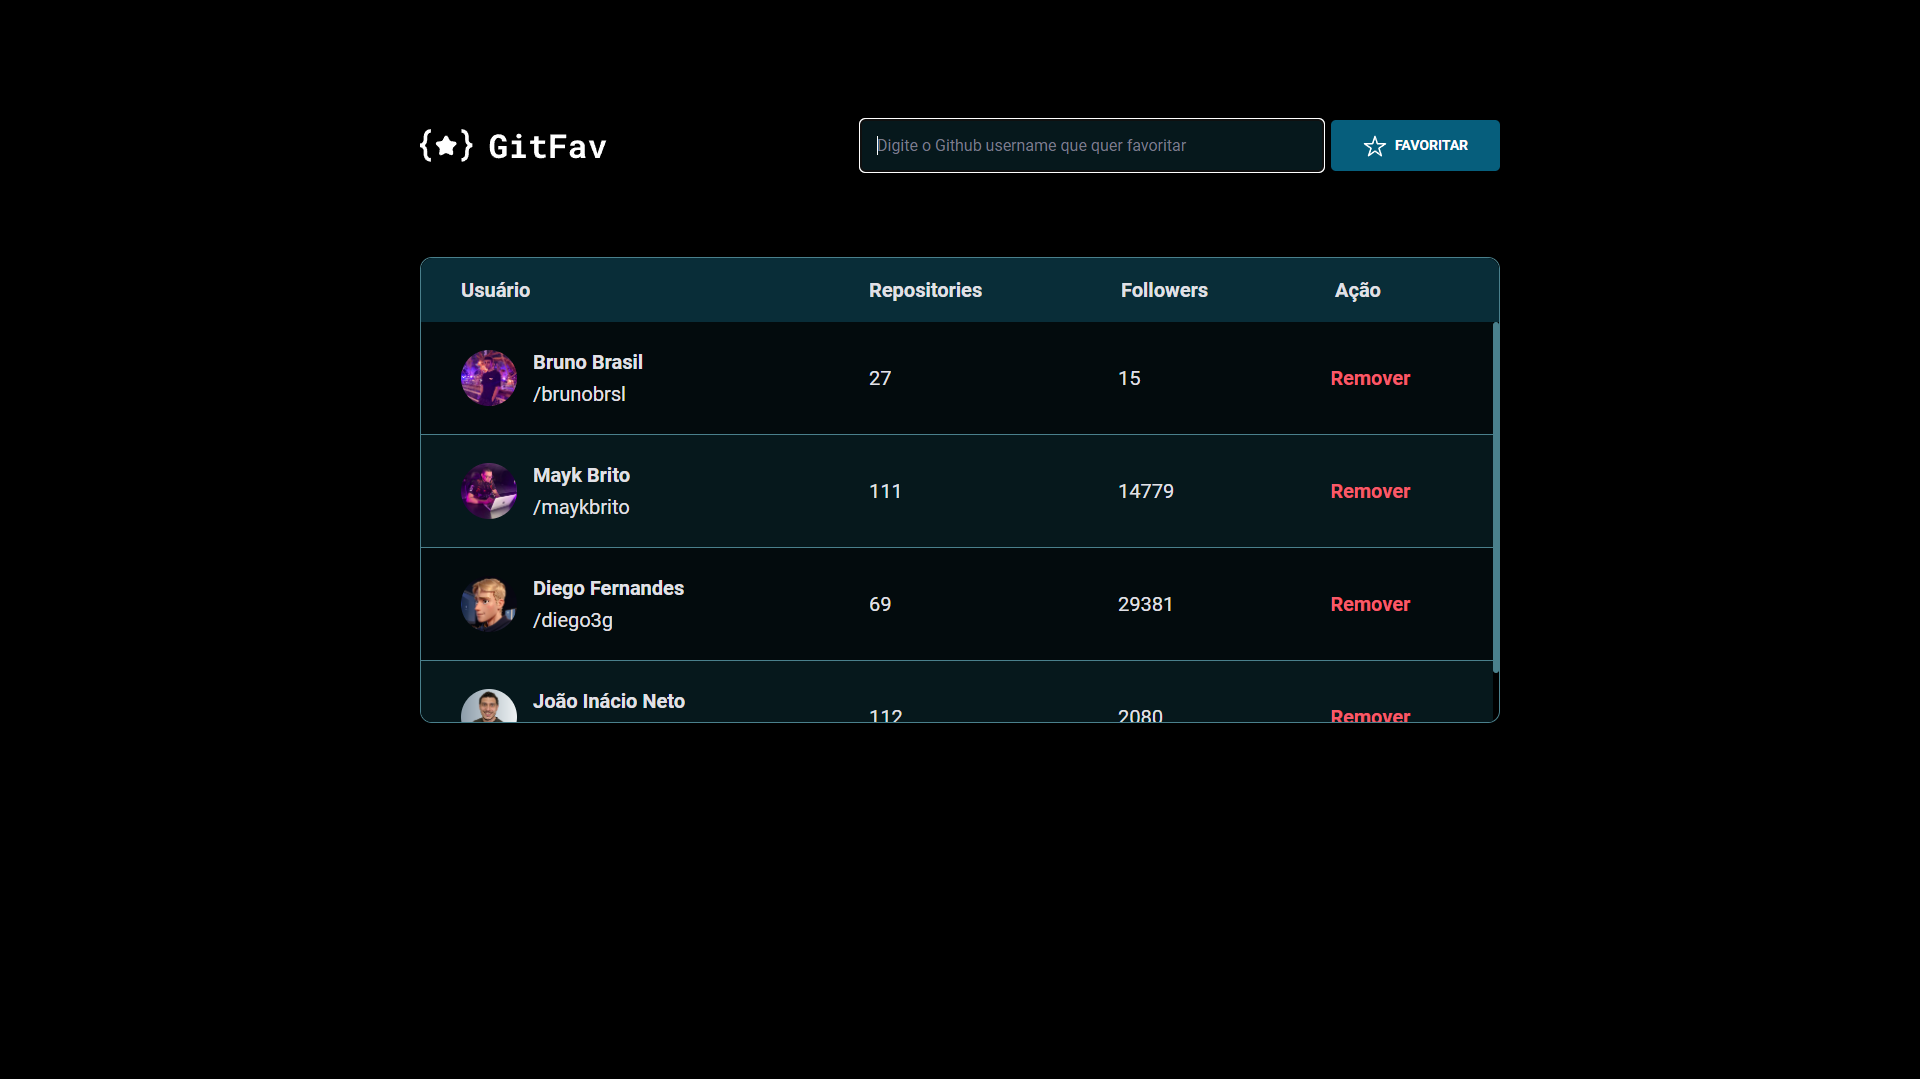 {★} GitFav
Digite o Github username que quer favoritar
FAVORITAR
Usuário Repositories Followers Ação
Bruno Brasil
/brunobrsl
27 15 Remover
Mayk Brito
/maykbrito
111 14779 Remover
Diego Fernandes
/diego3g
69 29381 Remover
João Inácio Neto
112 2080 Remover